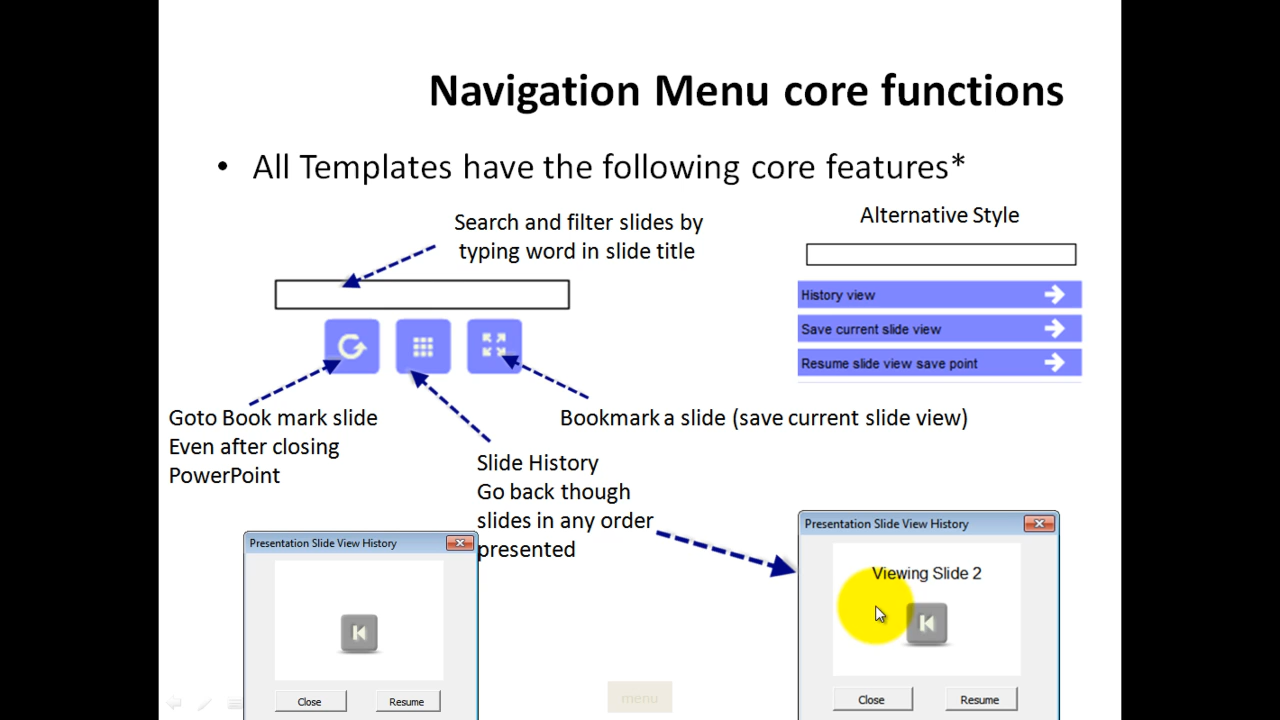 Navigation Menu core functions
• All Templates have the following core features*
Search and filter slides by
typing word in slide title
Alternative Style
History view
Save current slide view
Resume slide view save point
Goto Book mark slide
Even after closing
PowerPoint
Bookmark a slide (save current slide view)
Slide History
Go back though
slides in any order
presented
Presentation Slide View History
Close
Resume
Presentation Slide View History
Viewing Slide 2
Close
Resume
menu